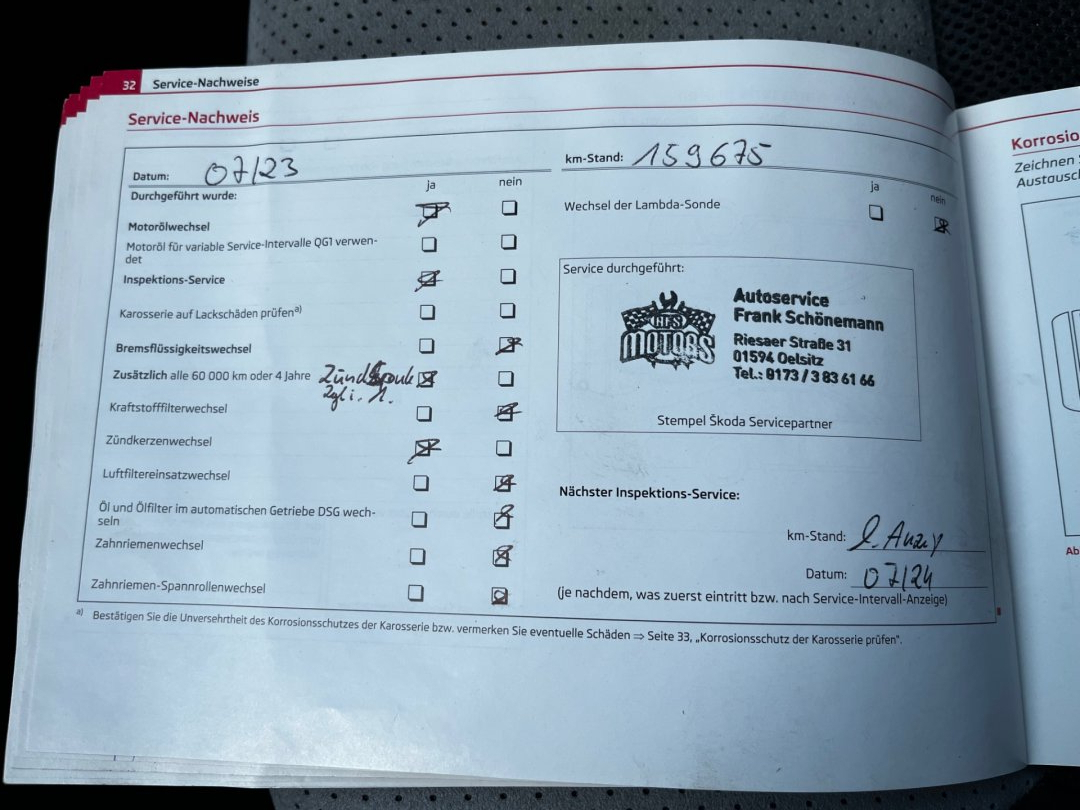 32 Service-Nachweise
Service-Nachweis
Datum: 07/23
km-Stand: 159675
ja nein
Durchgeführt wurde:
Motorölwechsel
Motoröl für variable Service-Intervalle QG1 verwen-
det
Inspektions-Service
Karosserie auf Lackschäden prüfen a)
Bremsflüssigkeitswechsel
Zusätzlich alle 60 000 km oder 4 Jahre
Kraftstofffilterwechsel
Zündkerzenwechsel
Luftfiltereinsatzwechsel
Öl und Ölfilter im automatischen Getriebe DSG wech-
seln
Zahnriemenwechsel
Zahnriemen-Spannrollenwechsel
ja nein
Wechsel der Lambda-Sonde
Service durchgeführt:
MOTORS
Autoservice
Frank Schönemann
Riesaer Straße 31
01594 Oelsitz
Tel.: 0173 / 3 83 61 66
Stempel Škoda Servicepartner
Nächster Inspektions-Service:
km-Stand:
Datum: 07/24
(je nachdem, was zuerst eintritt bzw. nach Service-Intervall-Anzeige)
a) Bestätigen Sie die Unversehrtheit des Korrosionsschutzes der Karosserie bzw. vermerken Sie eventuelle Schäden ⇒ Seite 33, „Korrosionsschutz der Karosserie prüfen“.
Korrosio
Zeichnen
Austausch
Ab